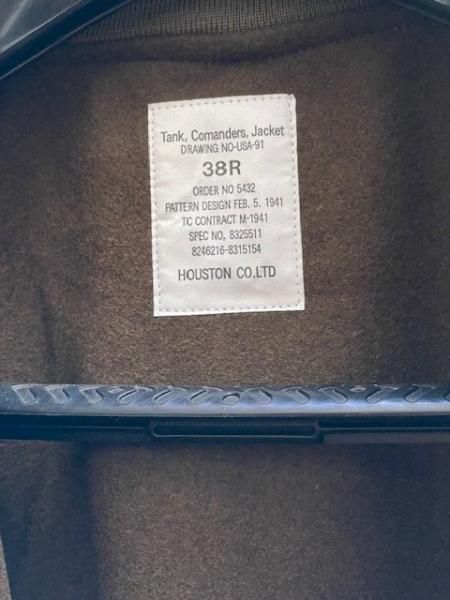 Tank, Comanders, Jacket
DRAWING NO-USA-91
38R
ORDER NO 5432
PATTERN DESIGN FEB. 5. 1941
TC CONTRACT M-1941
SPEC NO, 8325511
8246216-8315154
HOUSTON CO.LTD